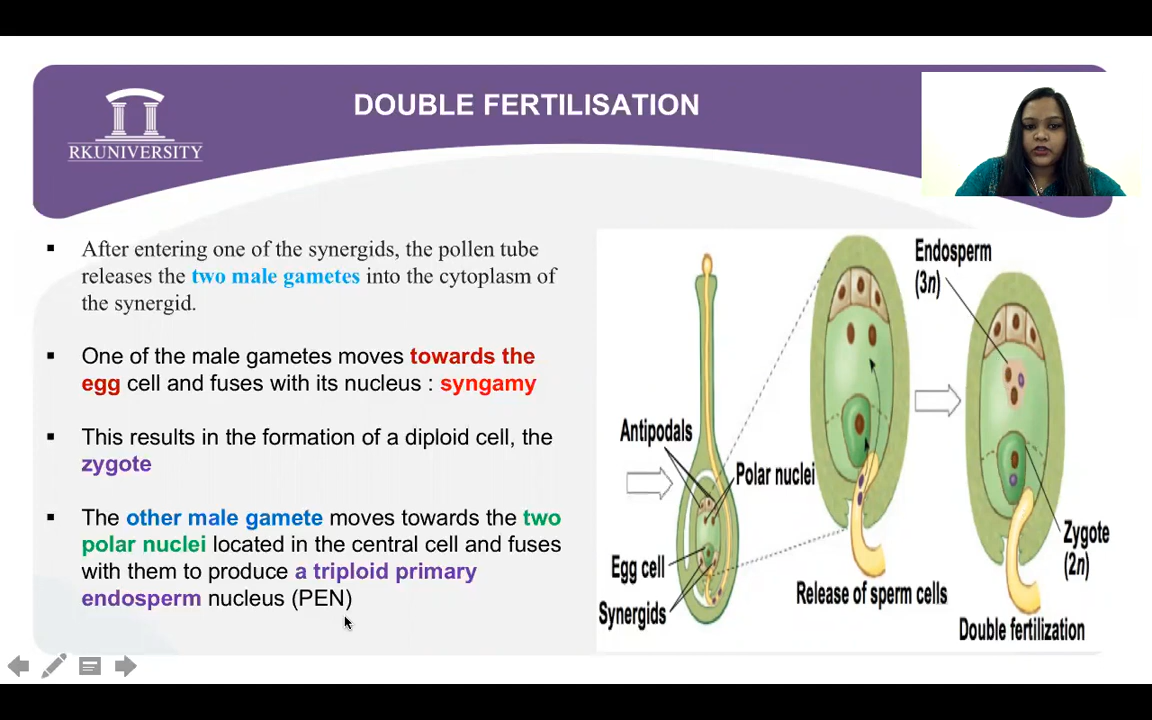 DOUBLE FERTILISATION
RKUNIVERSITY
▪ After entering one of the synergids, the pollen tube
releases the two male gametes into the cytoplasm of
the synergid.
▪ One of the male gametes moves towards the
egg cell and fuses with its nucleus : syngamy
▪ This results in the formation of a diploid cell, the
zygote
▪ The other male gamete moves towards the two
polar nuclei located in the central cell and fuses
with them to produce a triploid primary
endosperm nucleus (PEN)
Antipodals
Polar nuclei
Egg cell
Synergids
Release of sperm cells
Endosperm
(3n)
Zygote
(2n)
Double fertilization